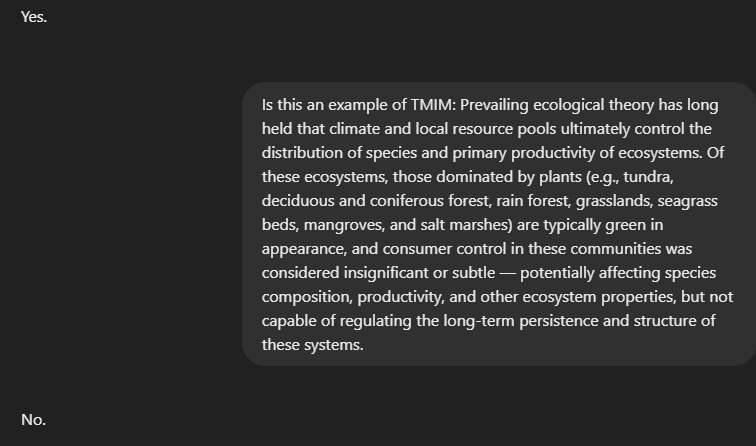 Yes.
Is this an example of TMIM: Prevailing ecological theory has long
held that climate and local resource pools ultimately control the
distribution of species and primary productivity of ecosystems. Of
these ecosystems, those dominated by plants (e.g., tundra,
deciduous and coniferous forest, rain forest, grasslands, seagrass
beds, mangroves, and salt marshes) are typically green in
appearance, and consumer control in these communities was
considered insignificant or subtle — potentially affecting species
composition, productivity, and other ecosystem properties, but not
capable of regulating the long-term persistence and structure of
these systems.
No.